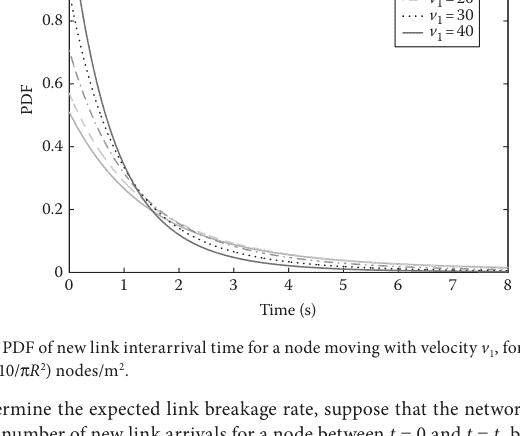 ν₁ = 30
ν₁ = 40
0.8
0.6
0.4
0.2
0
PDF
0 1 2 3 4 5 6 7 8
Time (s)
PDF of new link interarrival time for a node moving with velocity ν₁, for
10/πR²) nodes/m².
ermine the expected link breakage rate, suppose that the networ
number of new link arrivals for a node between t = 0 and t = t